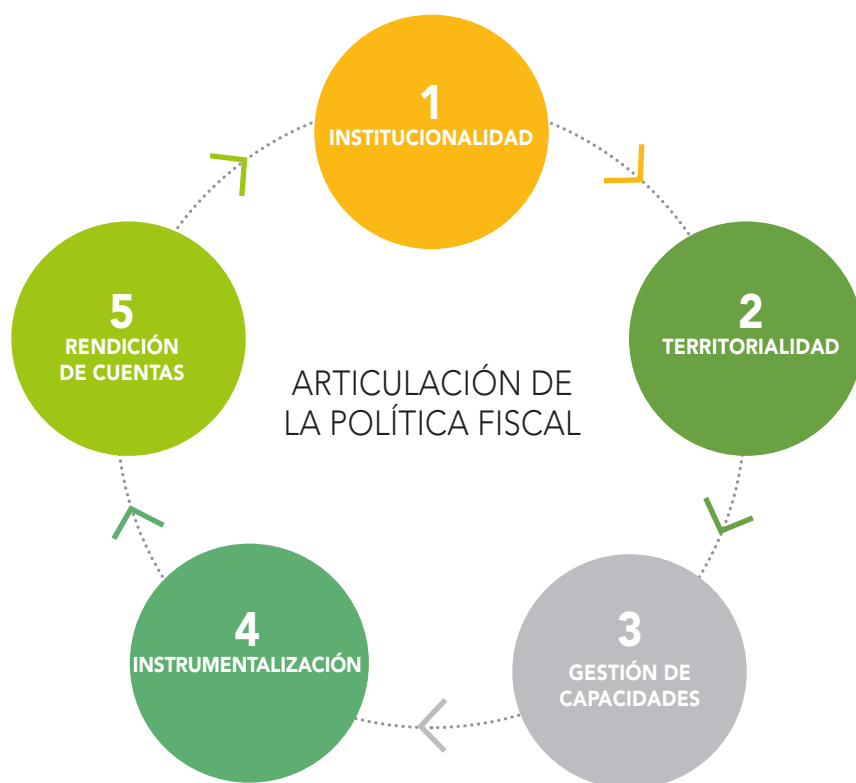 1
INSTITUCIONALIDAD
2
TERRITORIALIDAD
3
GESTIÓN DE
CAPACIDADES
4
INSTRUMENTALIZACIÓN
5
RENDICIÓN
DE CUENTAS
ARTICULACIÓN DE
LA POLÍTICA FISCAL